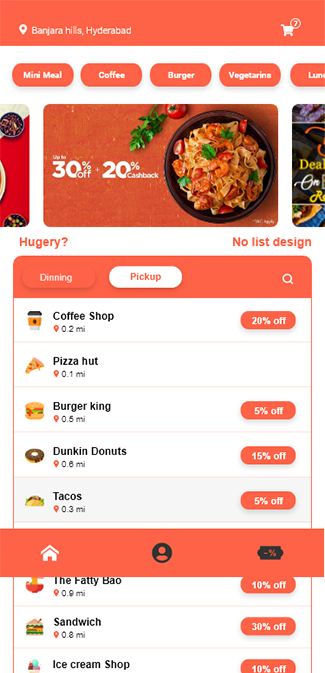 Banjara hills, Hyderabad
7
Mini Meal
Coffee
Burger
Vegetarins
Lun
Up to
30% Off + 20% Cashback
*T&C Apply
Deal
On
Hugery?
No list design
Dinning
Pickup
Coffee Shop
0.2 mi
20% off
Pizza hut
0.1 mi
Burger king
0.5 mi
5% off
Dunkin Donuts
0.6 mi
15% off
Tacos
0.3 mi
5% off
-%
The Fatty Bao
0.9 mi
10% off
Sandwich
0.8 mi
30% off
Ice cream Shop
10% off